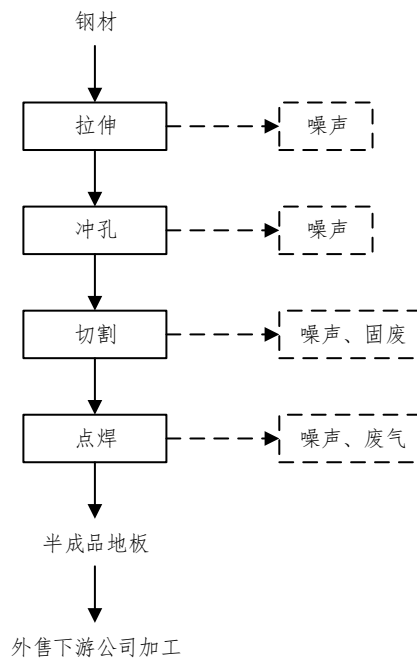 钢材
拉伸
噪声
冲孔
噪声
切割
噪声、固废
点焊
噪声、废气
半成品地板
外售下游公司加工